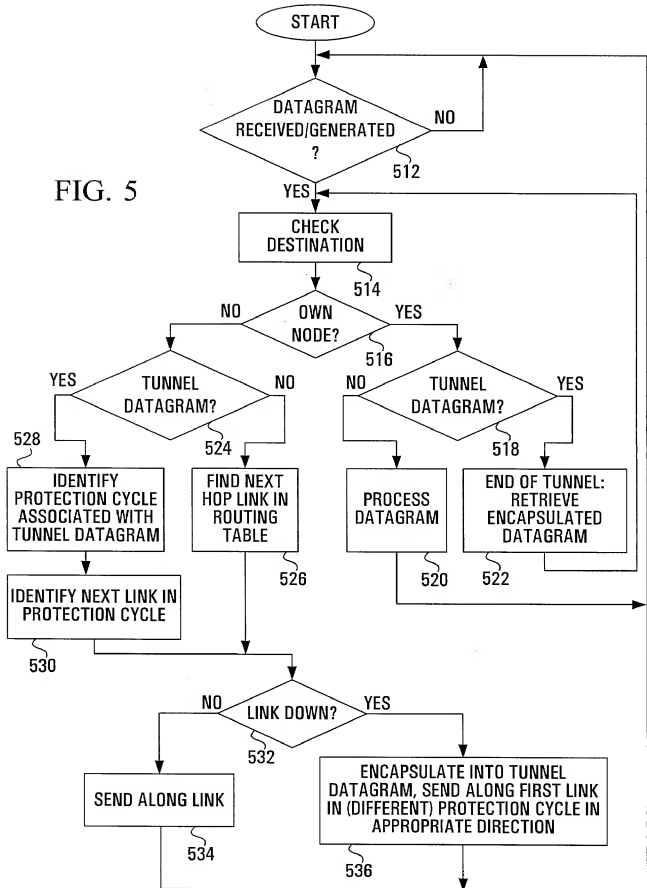 START
DATAGRAM
RECEIVED/GENERATED
?
NO
512
FIG. 5
YES
CHECK
DESTINATION
514
NO
OWN
NODE?
YES
516
YES
TUNNEL
DATAGRAM?
NO
524
NO
TUNNEL
DATAGRAM?
YES
518
528
IDENTIFY
PROTECTION CYCLE
ASSOCIATED WITH
TUNNEL DATAGRAM
FIND NEXT
HOP LINK IN
ROUTING
TABLE
526
PROCESS
DATAGRAM
520
END OF TUNNEL:
RETRIEVE
ENCAPSULATED
DATAGRAM
522
IDENTIFY NEXT LINK IN
PROTECTION CYCLE
530
NO
LINK DOWN?
YES
532
SEND ALONG LINK
534
ENCAPSULATE INTO TUNNEL
DATAGRAM, SEND ALONG FIRST LINK
IN (DIFFERENT) PROTECTION CYCLE IN
APPROPRIATE DIRECTION
536